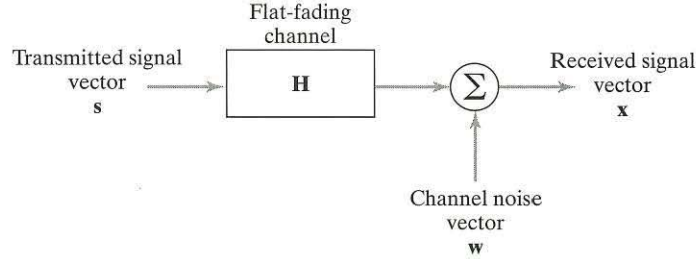 Flat-fading
channel
Transmitted signal
vector
s
H
Σ
Received signal
vector
x
Channel noise
vector
w